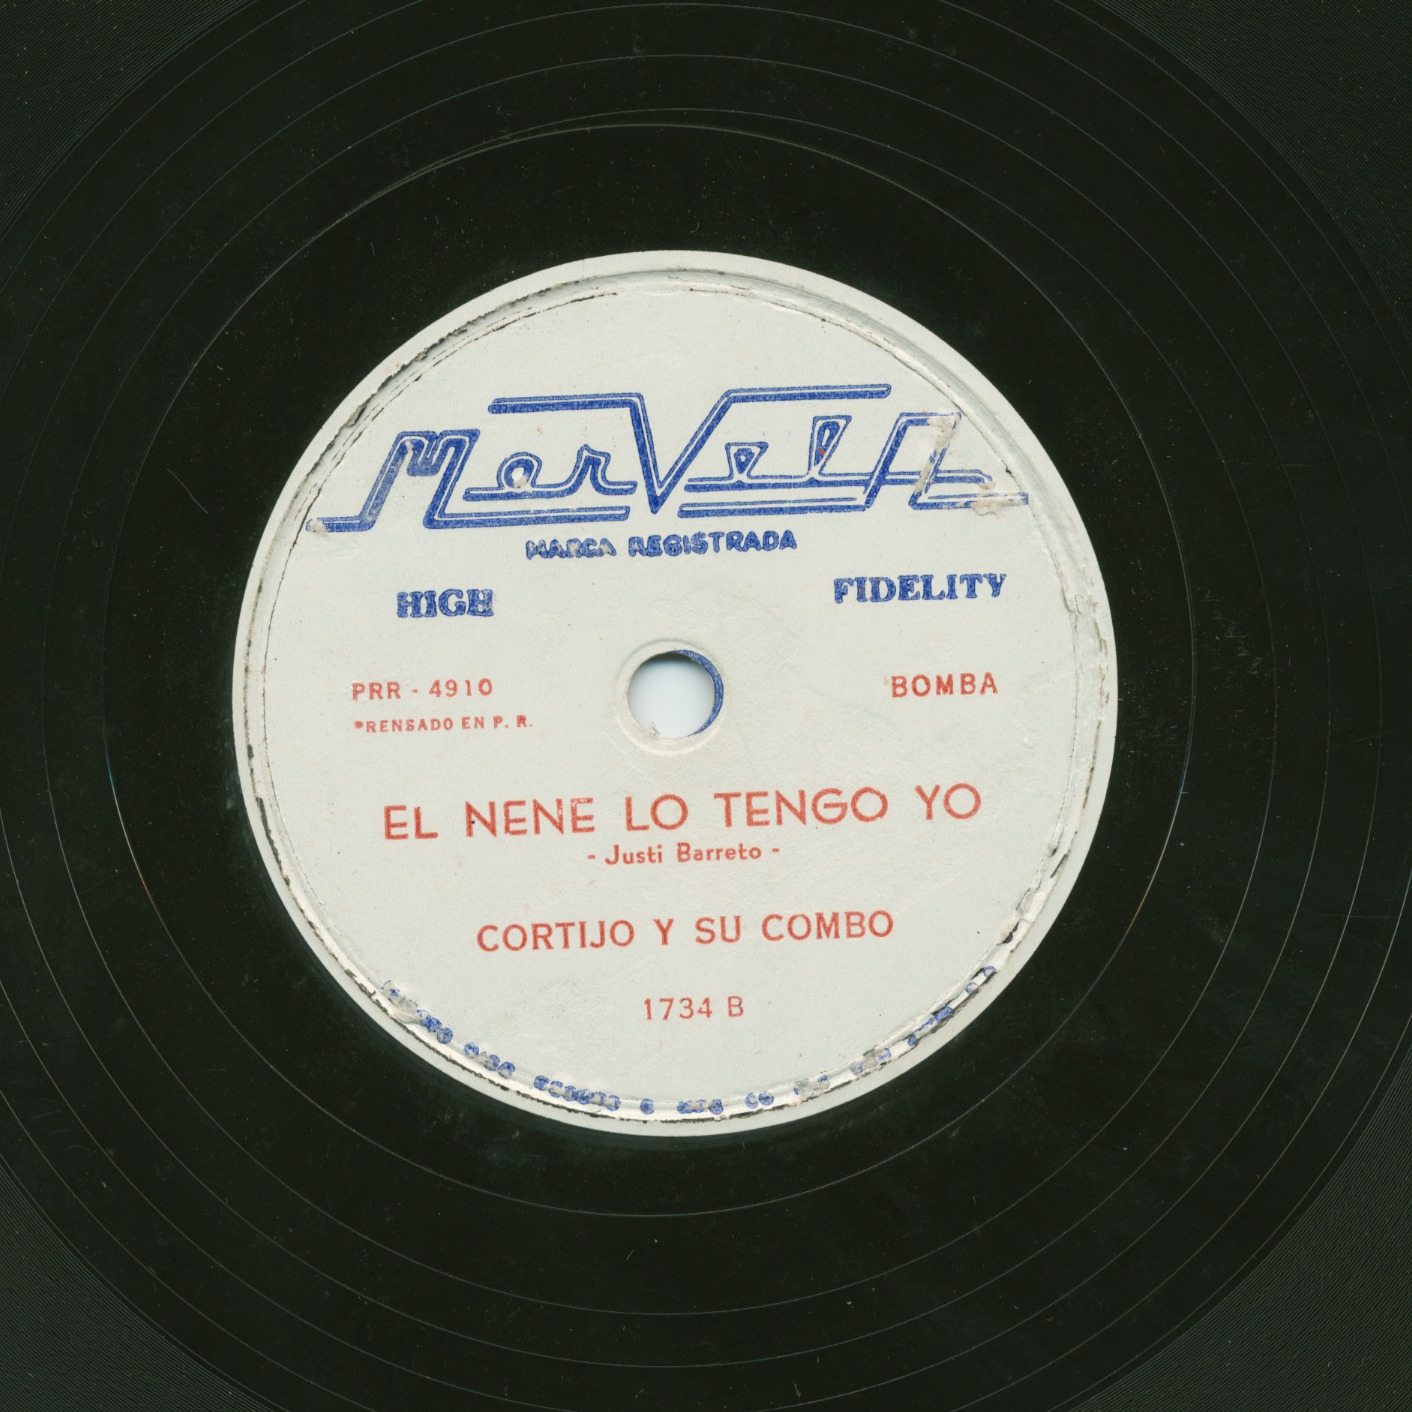 MarVela
MARCA REGISTRADA
HIGH FIDELITY
PRR - 4910 BOMBA
PRENSADO EN P. R.
EL NENE LO TENGO YO
- Justi Barreto -
CORTIJO Y SU COMBO
1734 B